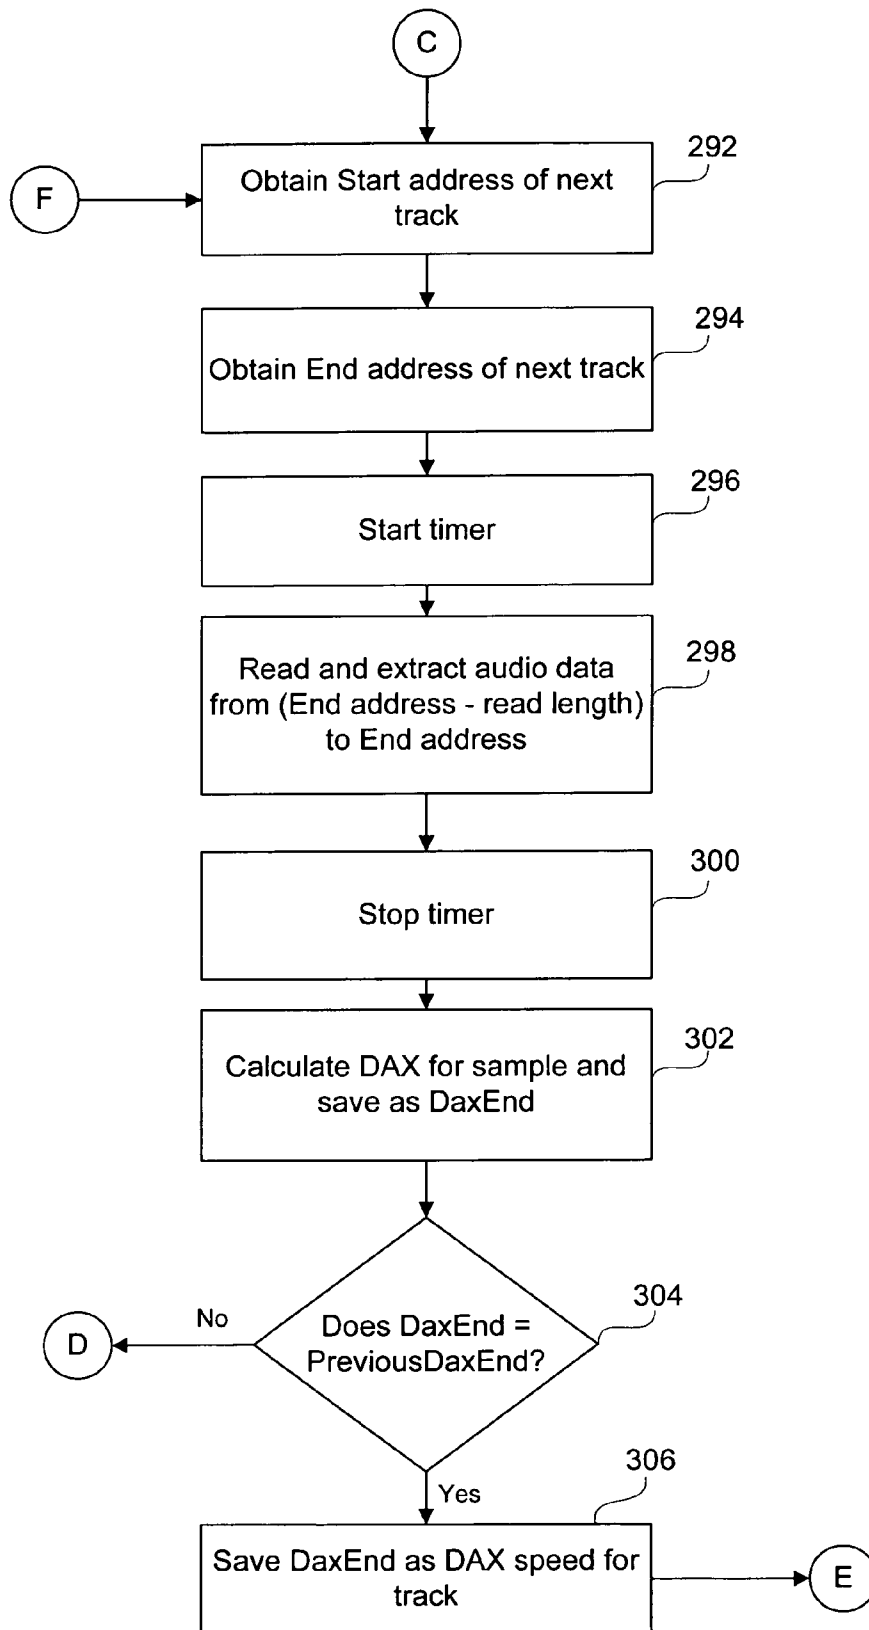 C
292
F
Obtain Start address of next
track
294
Obtain End address of next track
296
Start timer
298
Read and extract audio data
from (End address - read length)
to End address
300
Stop timer
302
Calculate DAX for sample and
save as DaxEnd
304
No
D
Does DaxEnd =
PreviousDaxEnd?
Yes
306
Save DaxEnd as DAX speed for
track
E